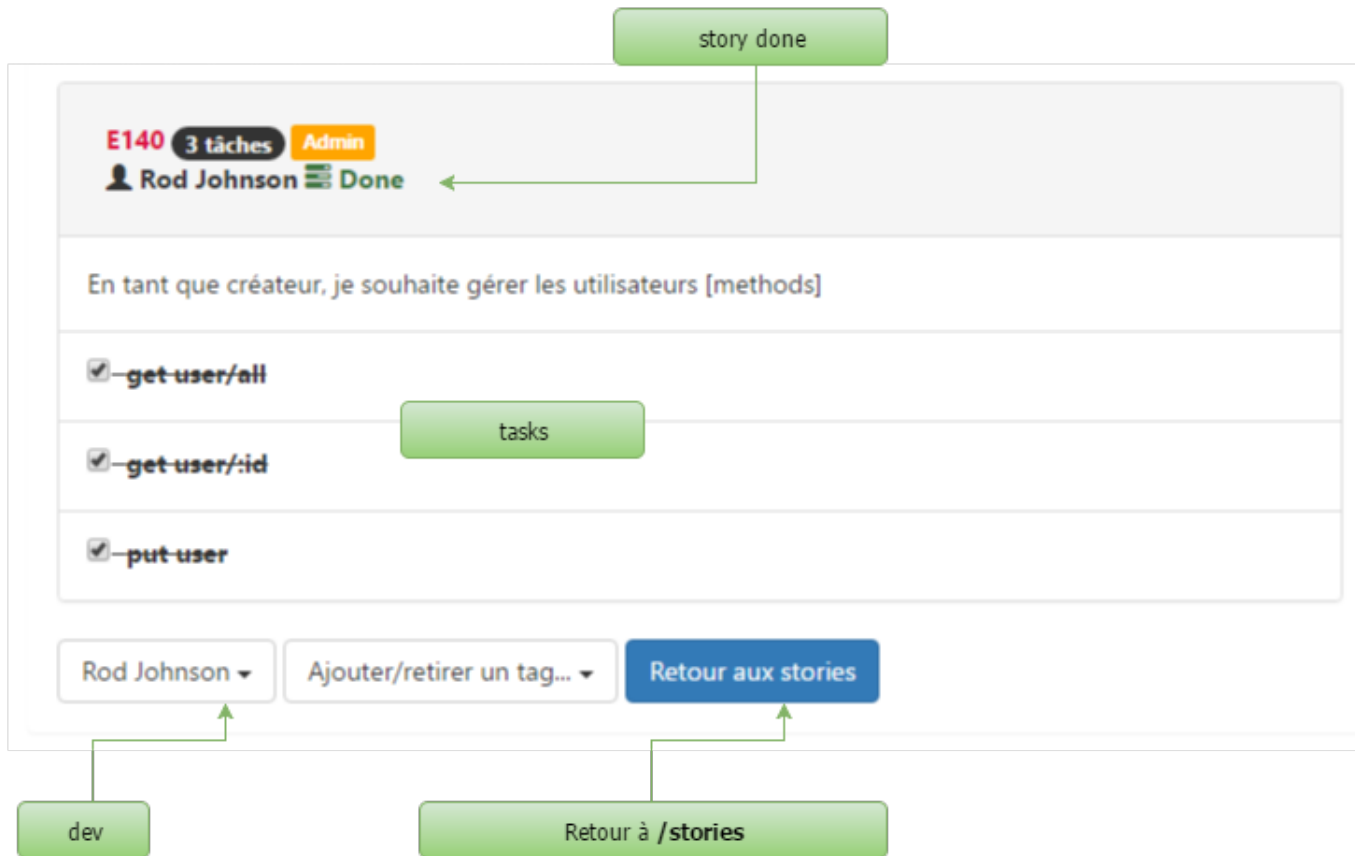 story done
E140 3 tâches Admin
Rod Johnson Done
En tant que créateur, je souhaite gérer les utilisateurs [methods]
get user/all
tasks
get user/:id
put user
Rod Johnson Ajouter/retirer un tag... Retour aux stories
dev Retour à /stories